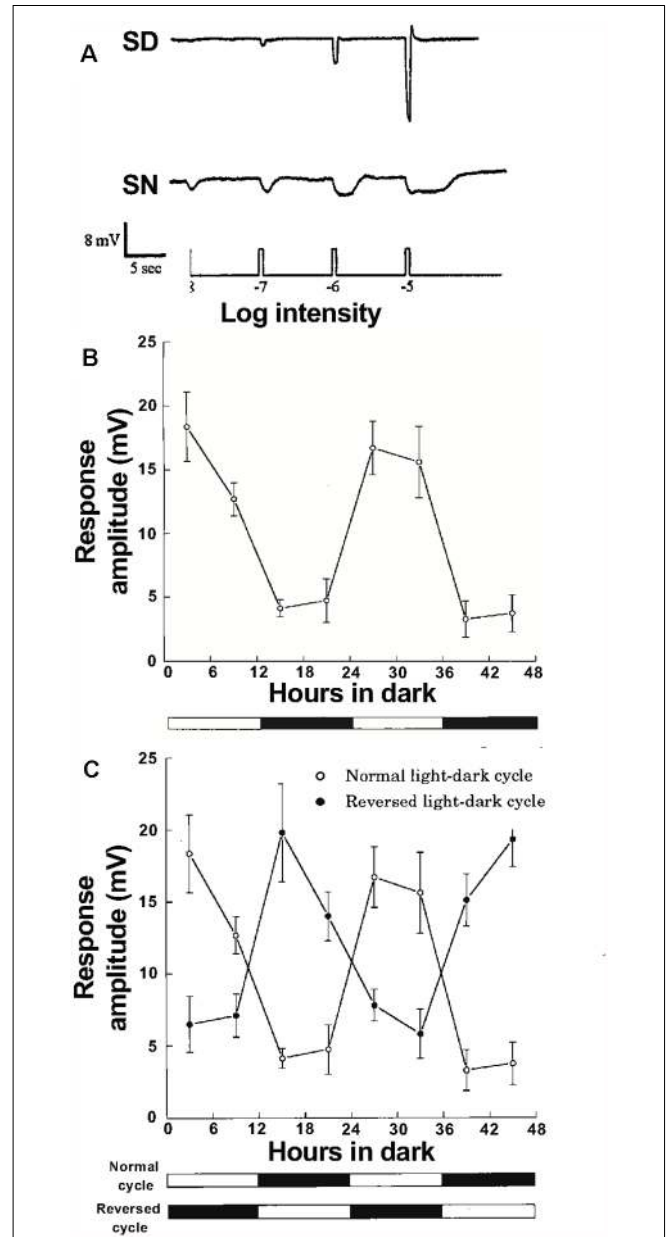 A
SD
SN
8 mV
5 sec
-7 -6 -5
Log intensity
B
Response
amplitude (mV)
25
20
15
10
5
0
0 6 12 18 24 30 36 42 48
Hours in dark
C
Normal light-dark cycle
Reversed light-dark cycle
Response
amplitude (mV)
25
20
15
10
5
0
0 6 12 18 24 30 36 42 48
Hours in dark
Normal
cycle
Reversed
cycle